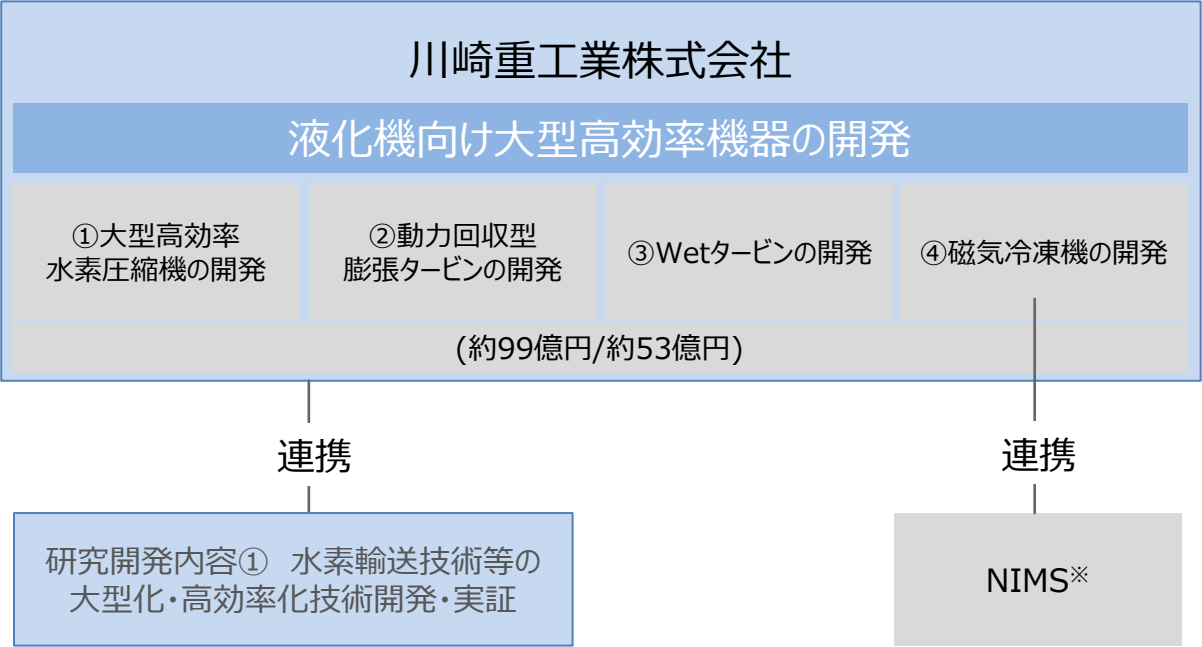 川崎重工業株式会社
液化機向け大型高効率機器の開発
①大型高効率
水素圧縮機の開発
②動力回収型
膨張タービンの開発
③Wetタービンの開発
④磁気冷凍機の開発
(約99億円/約53億円)
連携
連携
研究開発内容①　水素輸送技術等の
大型化・高効率化技術開発・実証
NIMS※